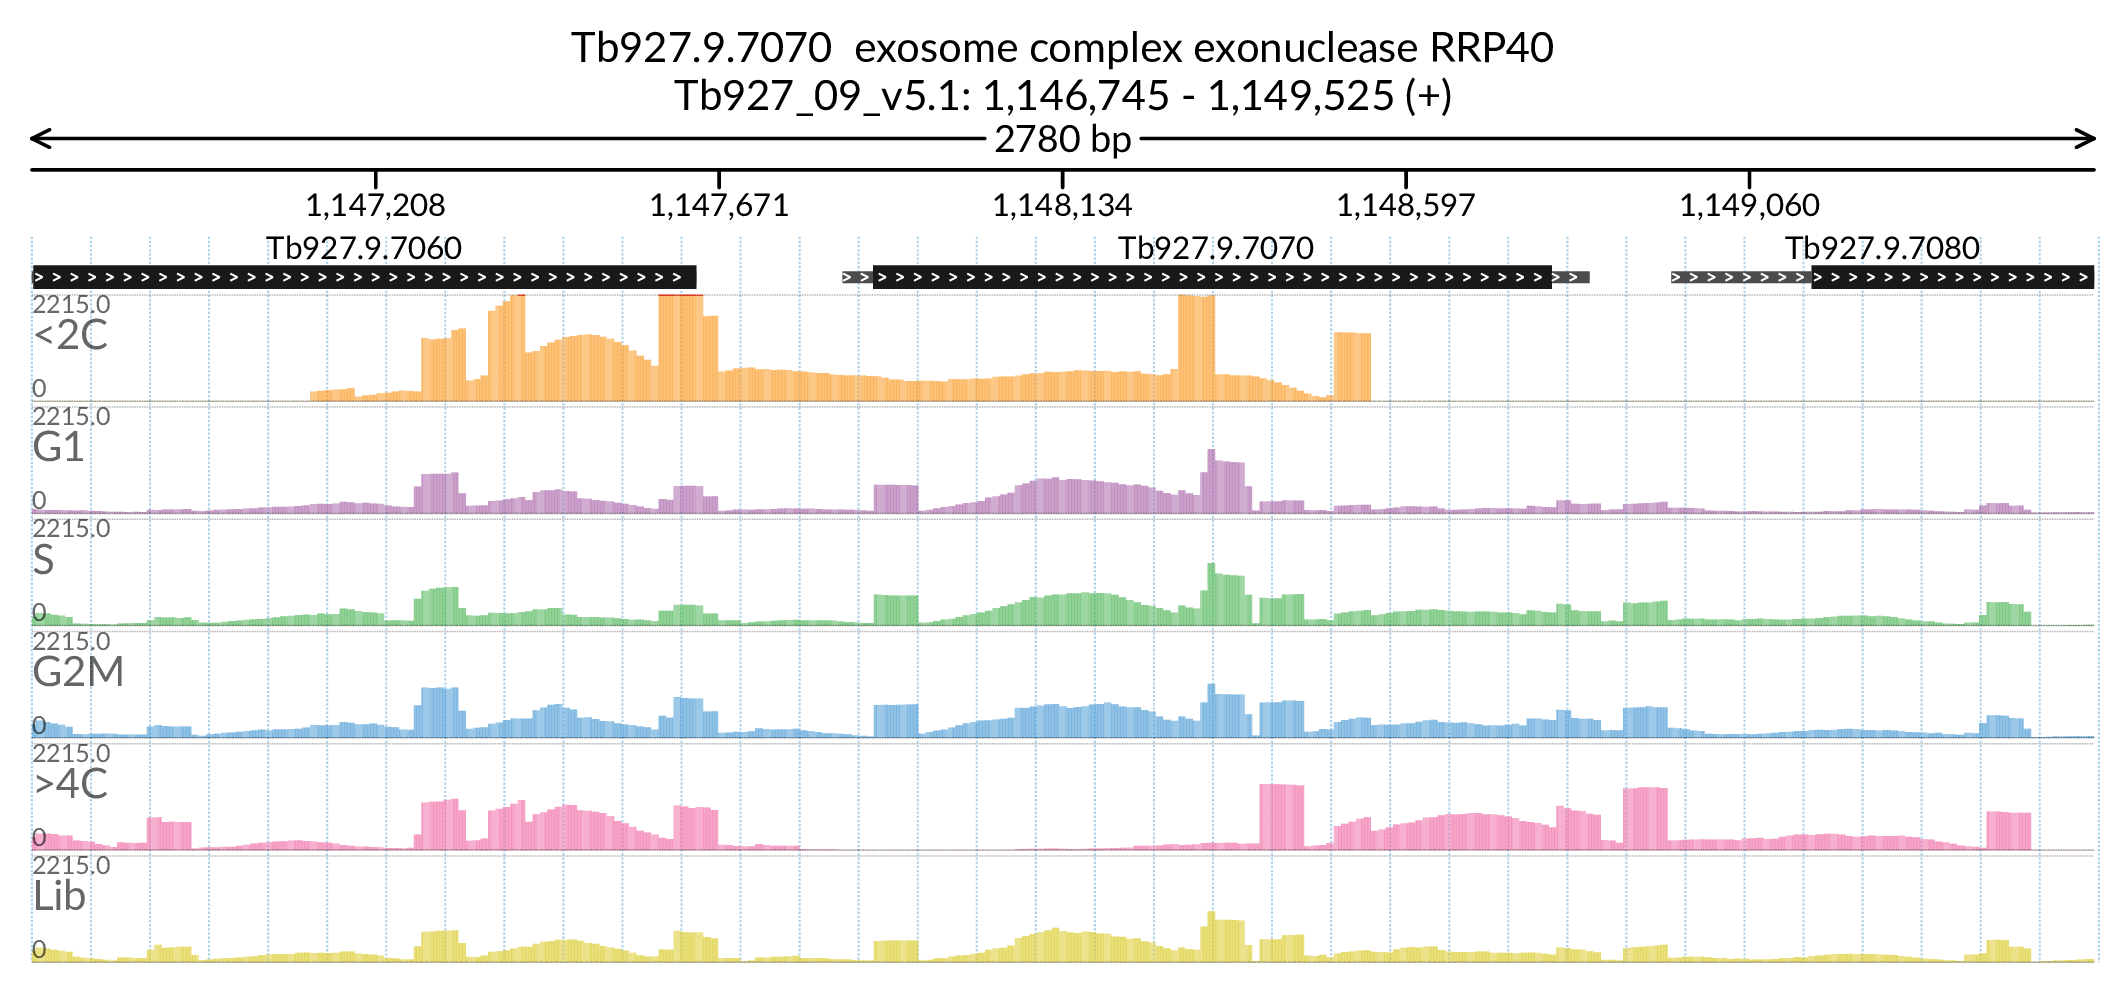 Tb927.9.7070  exosome complex exonuclease RRP40
Tb927_09_v5.1: 1,146,745 - 1,149,525 (+)
2780 bp
1,147,208 1,147,671 1,148,134 1,148,597 1,149,060
Tb927.9.7060 Tb927.9.7070 Tb927.9.7080
2215.0
<2C
0
2215.0
G1
0
2215.0
S
0
2215.0
G2M
0
2215.0
>4C
0
2215.0
Lib
0